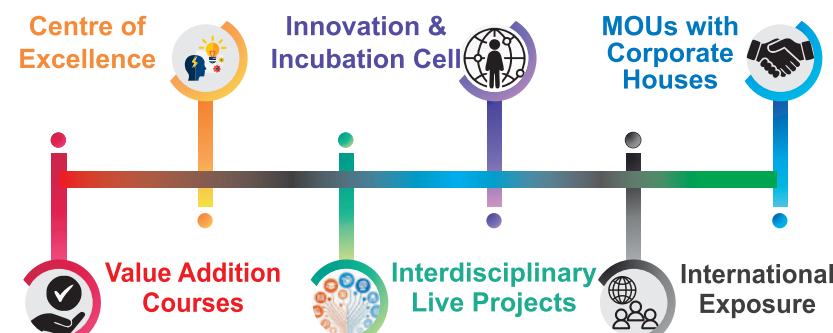 Centre of
Excellence
Innovation &
Incubation Cell
MOUs with
Corporate
Houses
Value Addition
Courses
Interdisciplinary
Live Projects
International
Exposure